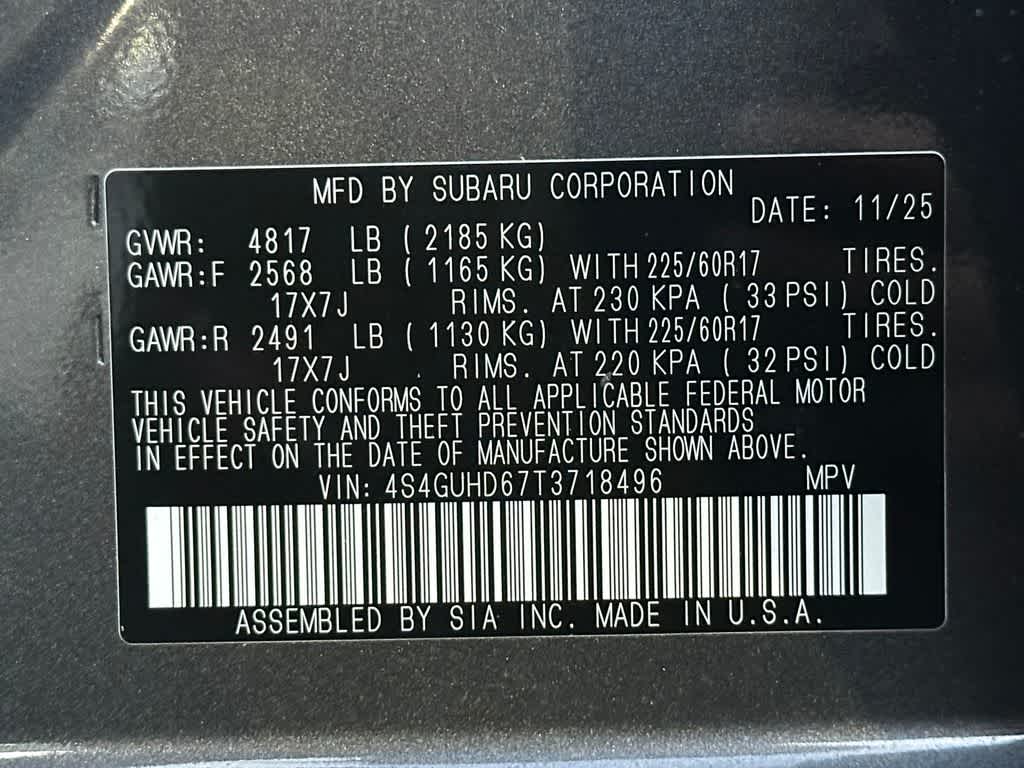 MFD BY SUBARU CORPORATION
DATE: 11/25
GVWR: 4817 LB (2185 KG)
GAWR:F 2568 LB (1165 KG) WITH 225/60R17 TIRES.
17X7J RIMS. AT 230 KPA (33 PSI) COLD
GAWR:R 2491 LB (1130 KG) WITH 225/60R17 TIRES.
17X7J RIMS. AT 220 KPA (32 PSI) COLD
THIS VEHICLE CONFORMS TO ALL APPLICABLE FEDERAL MOTOR
VEHICLE SAFETY AND THEFT PREVENTION STANDARDS
IN EFFECT ON THE DATE OF MANUFACTURE SHOWN ABOVE.
VIN: 4S4GUHD67T3718496 MPV
ASSEMBLED BY SIA INC. MADE IN U.S.A.